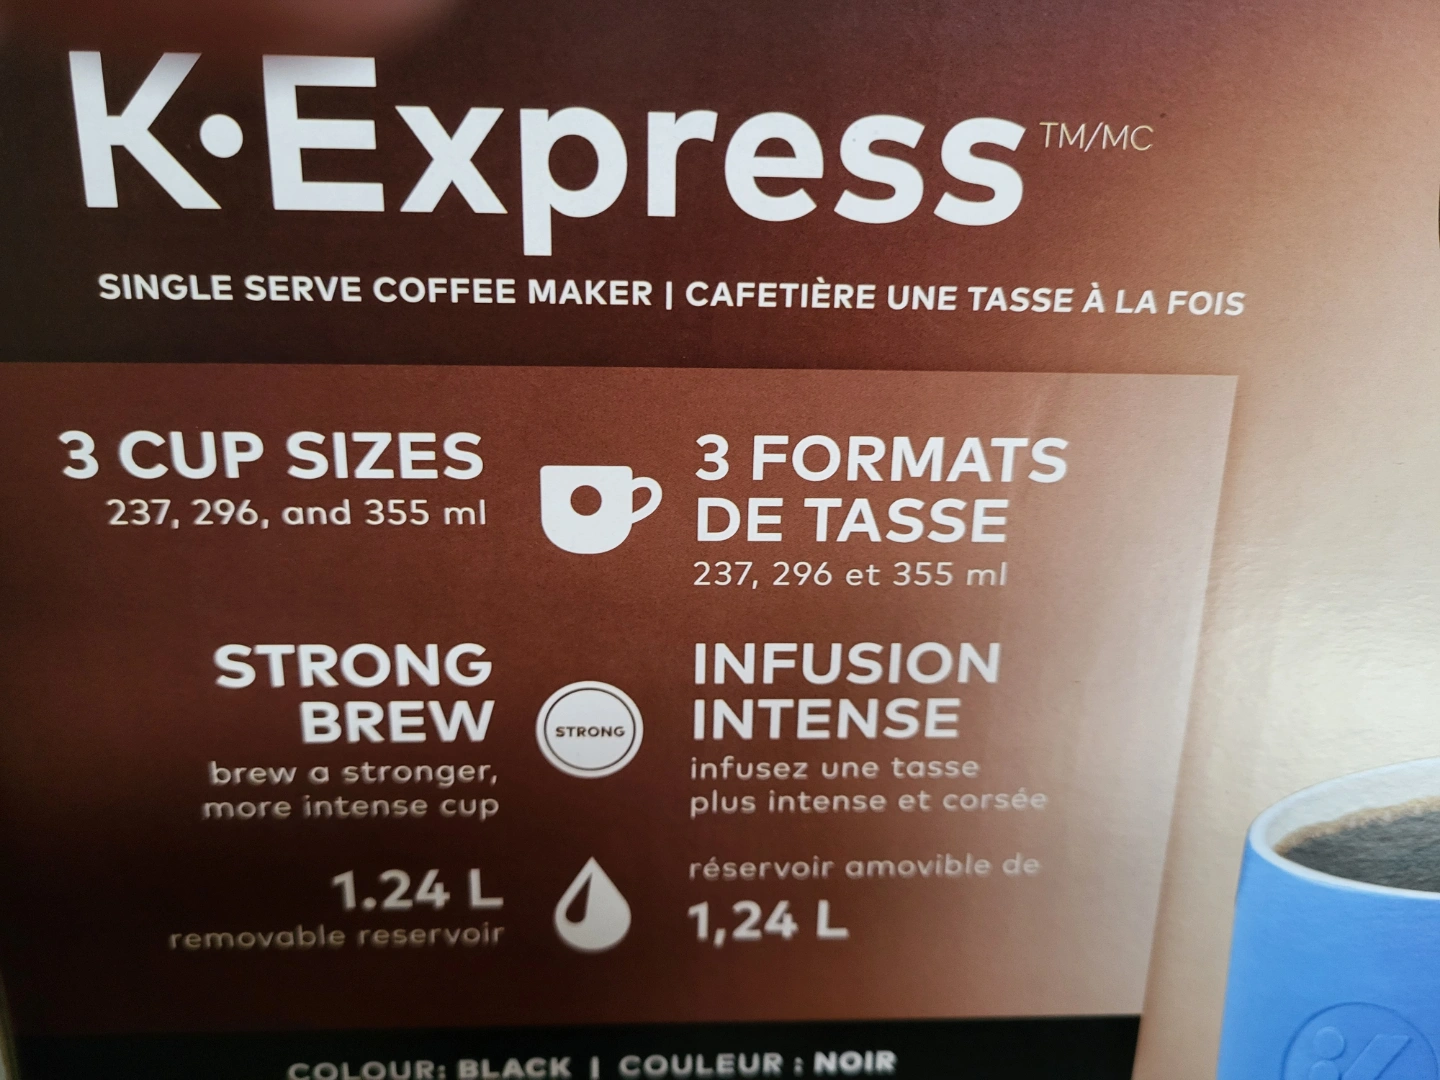 K•Express TM/MC
SINGLE SERVE COFFEE MAKER | CAFETIÈRE UNE TASSE À LA FOIS
3 CUP SIZES
237, 296, and 355 ml
3 FORMATS
DE TASSE
237, 296 et 355 ml
STRONG
BREW
brew a stronger,
more intense cup
STRONG
INFUSION
INTENSE
infusez une tasse
plus intense et corsée
1.24 L
removable reservoir
réservoir amovible de
1,24 L
COLOUR: BLACK | COULEUR : NOIR